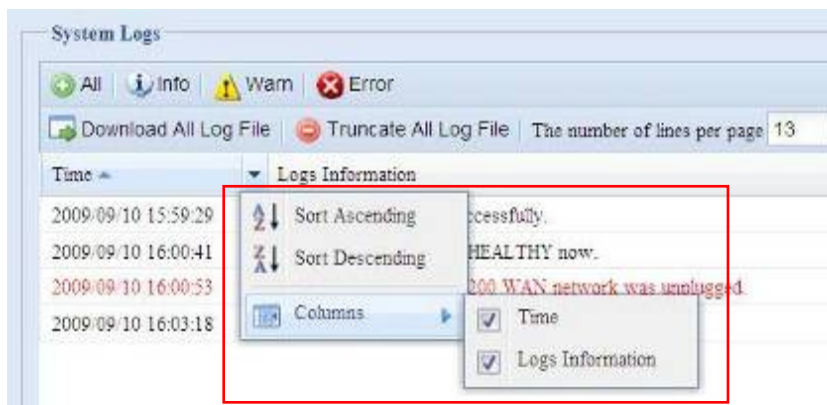 System Logs
All Info Warn Error
Download All Log File Truncate All Log File The number of lines per page 13
Time Logs Information
2009/09/10 15:59:29 Sort Ascending ccessfully.
2009/09/10 16:00:41 Sort Descending HEALTHY now.
2009/09/10 16:00:53 200 WAN network was unplugged.
2009/09/10 16:03:18 Columns Time
Logs Information